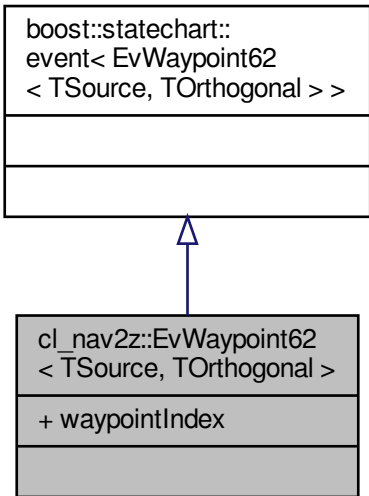 boost::statechart::
event< EvWaypoint62
< TSource, TOrthogonal > >
cl_nav2z::EvWaypoint62
< TSource, TOrthogonal >
+ waypointIndex